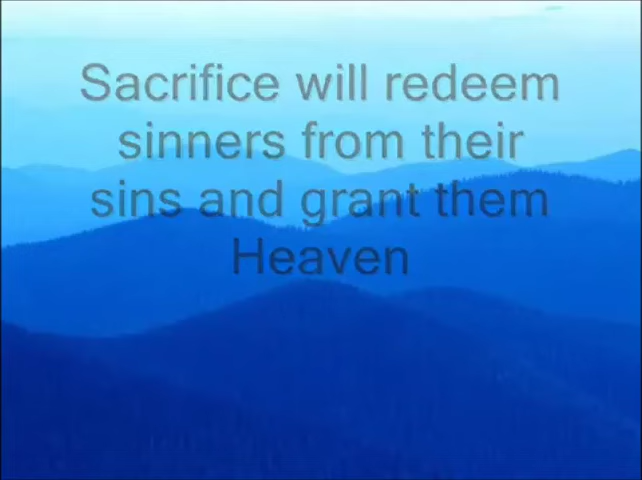 Sacrifice will redeem
sinners from their
sins and grant them
Heaven